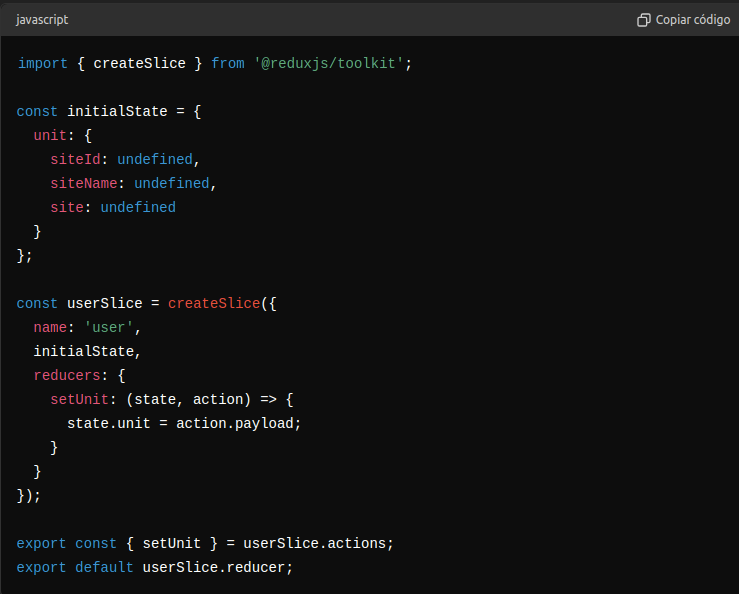 javascript
Copiar código
import { createSlice } from '@reduxjs/toolkit';
const initialState = {
  unit: {
    siteId: undefined,
    siteName: undefined,
    site: undefined
  }
};
const userSlice = createSlice({
  name: 'user',
  initialState,
  reducers: {
    setUnit: (state, action) => {
      state.unit = action.payload;
    }
  }
});
export const { setUnit } = userSlice.actions;
export default userSlice.reducer;